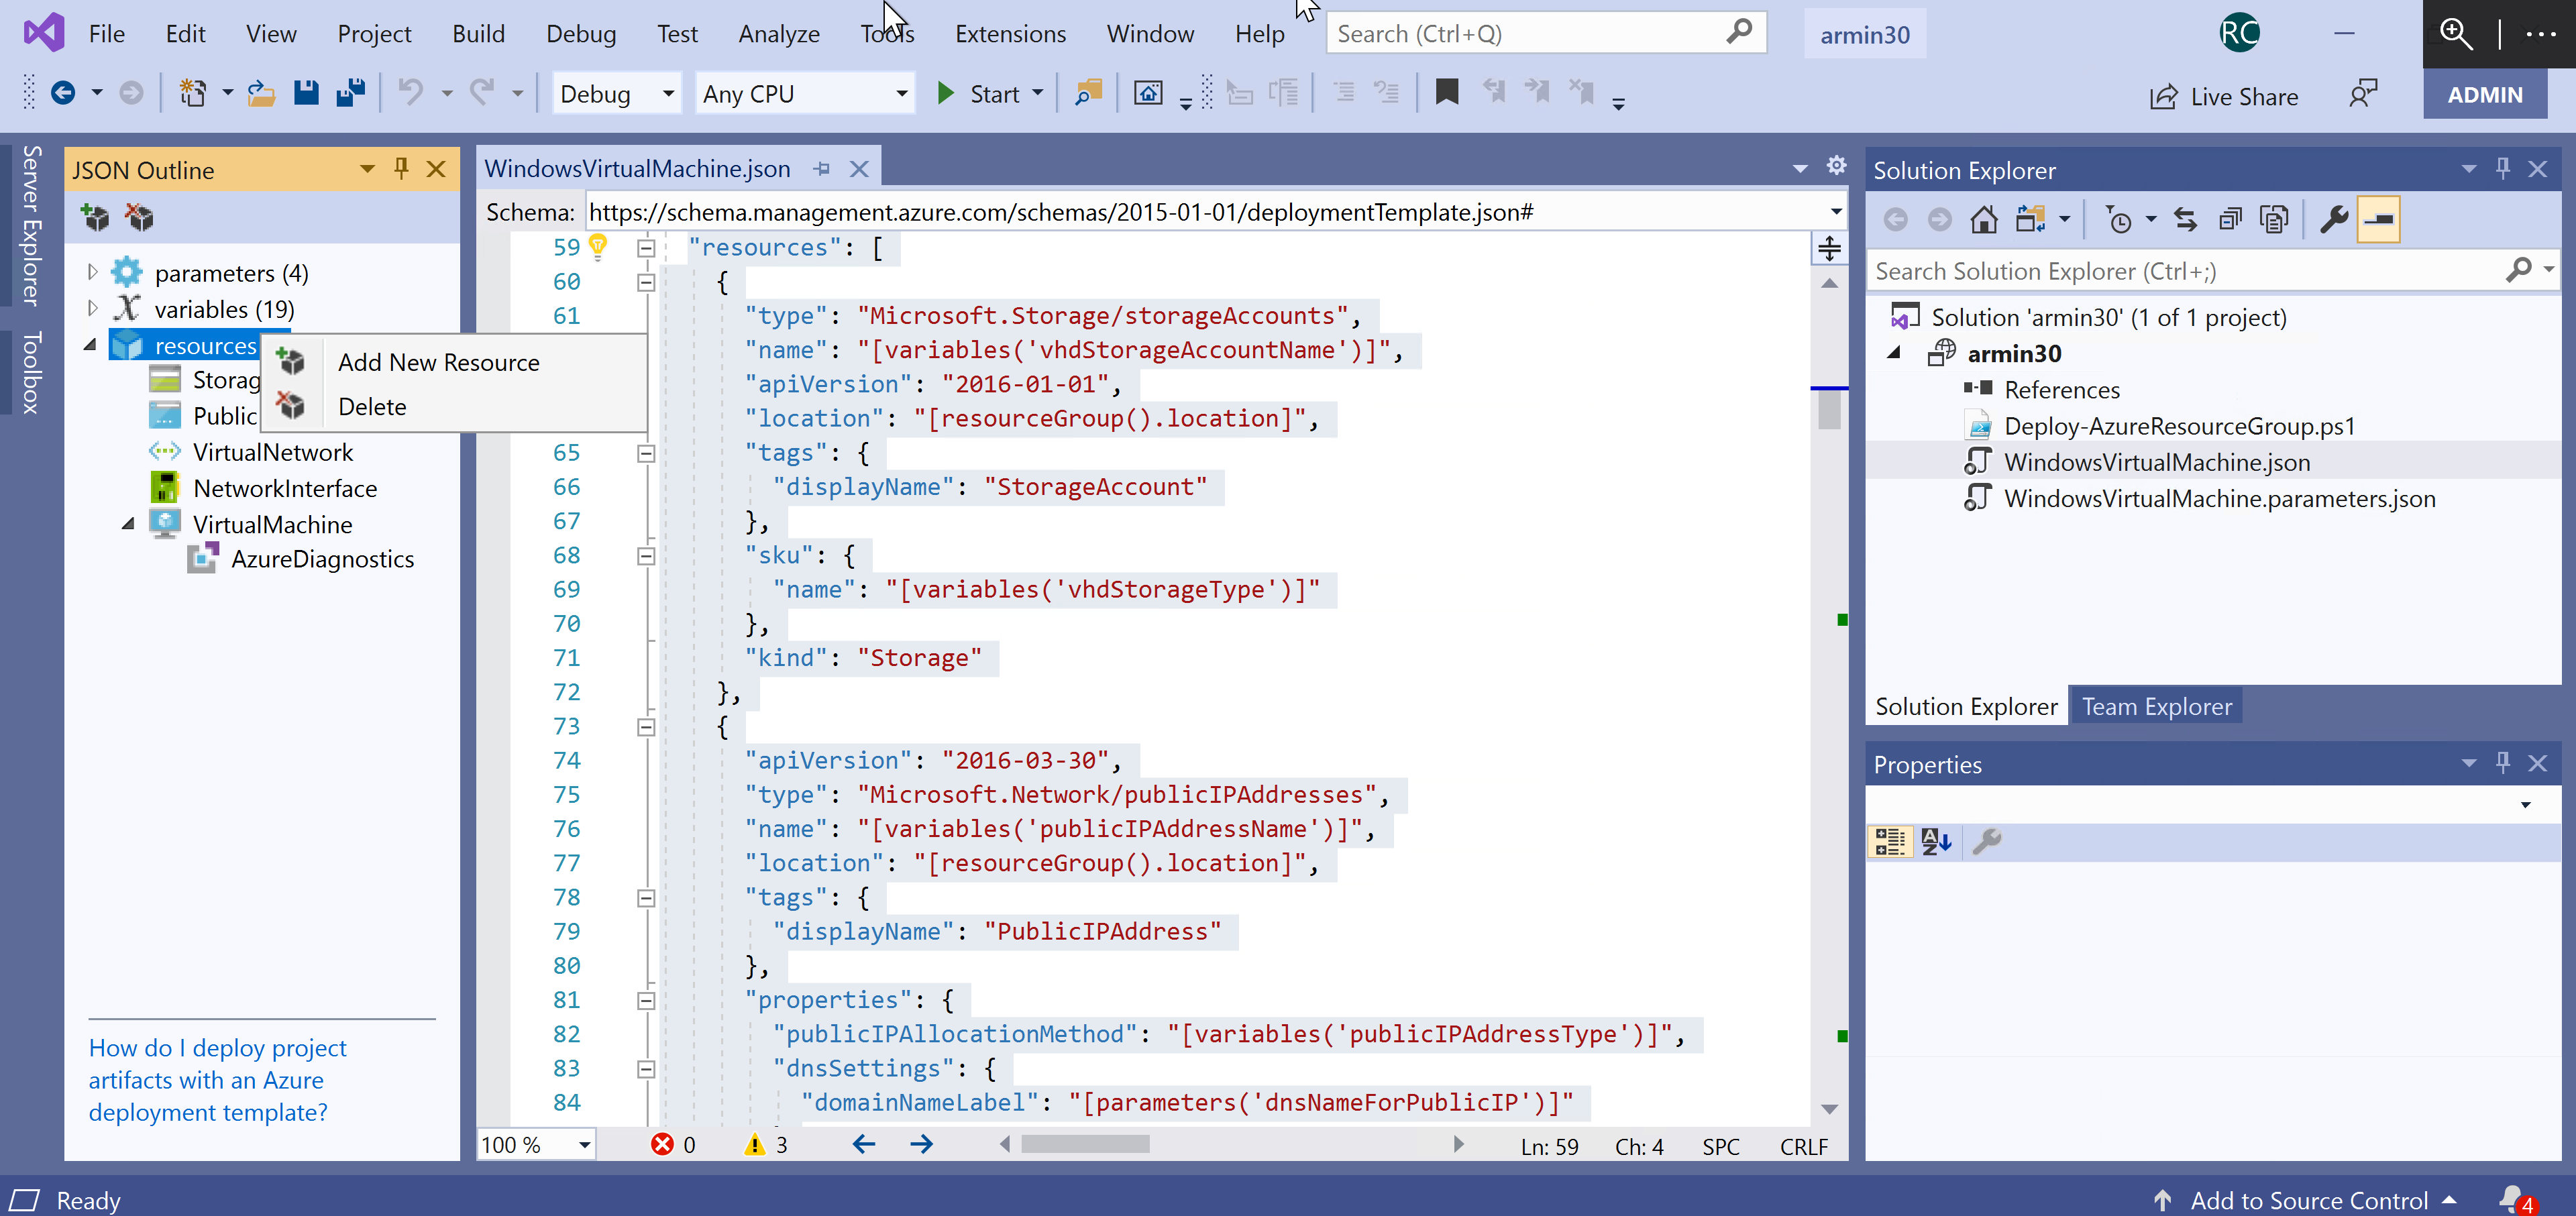 File Edit View Project Build Debug Test Analyze Tools Extensions Window Help Search (Ctrl+Q) armin30 RC
Debug Any CPU Start Live Share ADMIN
Server Explorer
Toolbox
JSON Outline
parameters (4)
variables (19)
resources
Storag
Public
VirtualNetwork
NetworkInterface
VirtualMachine
AzureDiagnostics
Add New Resource
Delete
How do I deploy project
artifacts with an Azure
deployment template?
WindowsVirtualMachine.json
Schema: https://schema.management.azure.com/schemas/2015-01-01/deploymentTemplate.json#
59 "resources": [
60 {
61 "type": "Microsoft.Storage/storageAccounts",
"name": "[variables('vhdStorageAccountName')]",
"apiVersion": "2016-01-01",
"location": "[resourceGroup().location]",
65 "tags": {
66 "displayName": "StorageAccount"
67 },
68 "sku": {
69 "name": "[variables('vhdStorageType')]"
70 },
71 "kind": "Storage"
72 },
73 {
74 "apiVersion": "2016-03-30",
75 "type": "Microsoft.Network/publicIPAddresses",
76 "name": "[variables('publicIPAddressName')]",
77 "location": "[resourceGroup().location]",
78 "tags": {
79 "displayName": "PublicIPAddress"
80 },
81 "properties": {
82 "publicIPAllocationMethod": "[variables('publicIPAddressType')]",
83 "dnsSettings": {
84 "domainNameLabel": "[parameters('dnsNameForPublicIP')]"
100 % 0 3 Ln: 59 Ch: 4 SPC CRLF
Solution Explorer
Search Solution Explorer (Ctrl+;)
Solution 'armin30' (1 of 1 project)
armin30
References
Deploy-AzureResourceGroup.ps1
WindowsVirtualMachine.json
WindowsVirtualMachine.parameters.json
Solution Explorer Team Explorer
Properties
Ready Add to Source Control 4